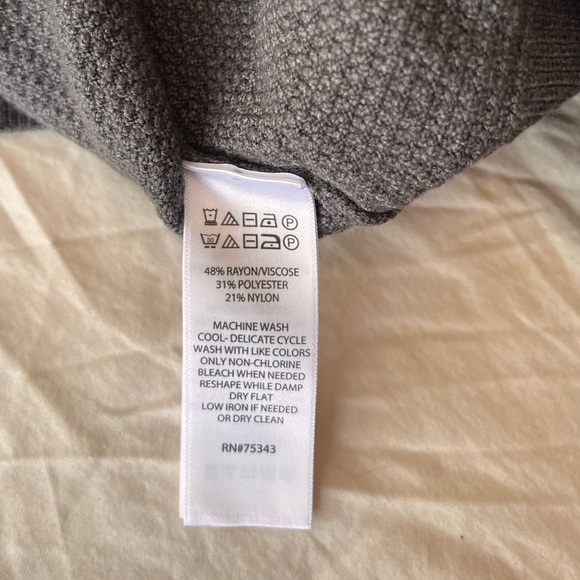 P
30 P
48% RAYON/VISCOSE
31% POLYESTER
21% NYLON
MACHINE WASH
COOL- DELICATE CYCLE
WASH WITH LIKE COLORS
ONLY NON-CHLORINE
BLEACH WHEN NEEDED
RESHAPE WHILE DAMP
DRY FLAT
LOW IRON IF NEEDED
OR DRY CLEAN
RN#75343